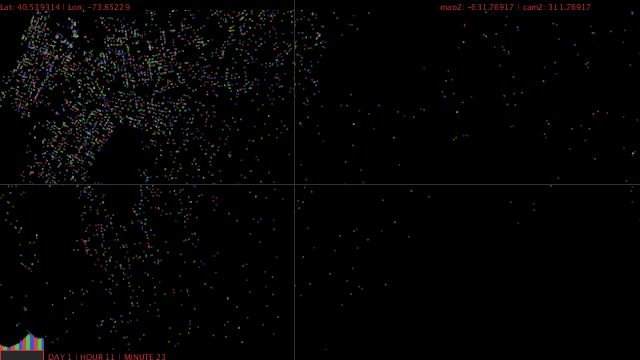 Lat: 40.539314 | Lon: -73.85229
mapZ: -631.76917 | camZ: 311.76917
DAY 1 | HOUR 11 | MINUTE 23